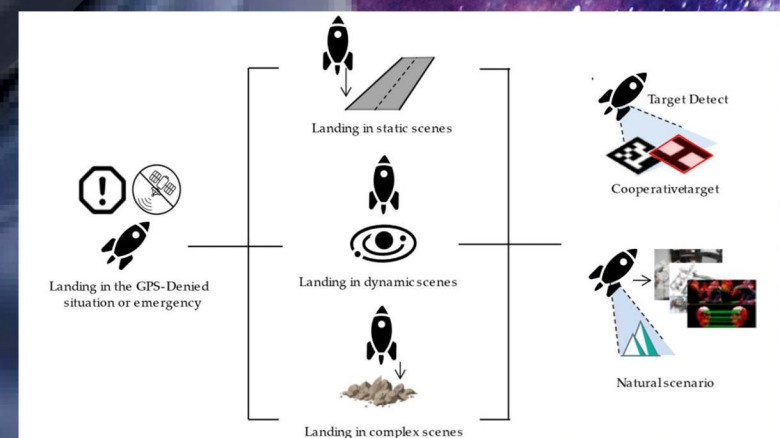 Landing in static scenes
Target Detect
Cooperativetarget
Landing in the GPS-Denied
situation or emergency
Landing in dynamic scenes
Natural scenario
Landing in complex scenes